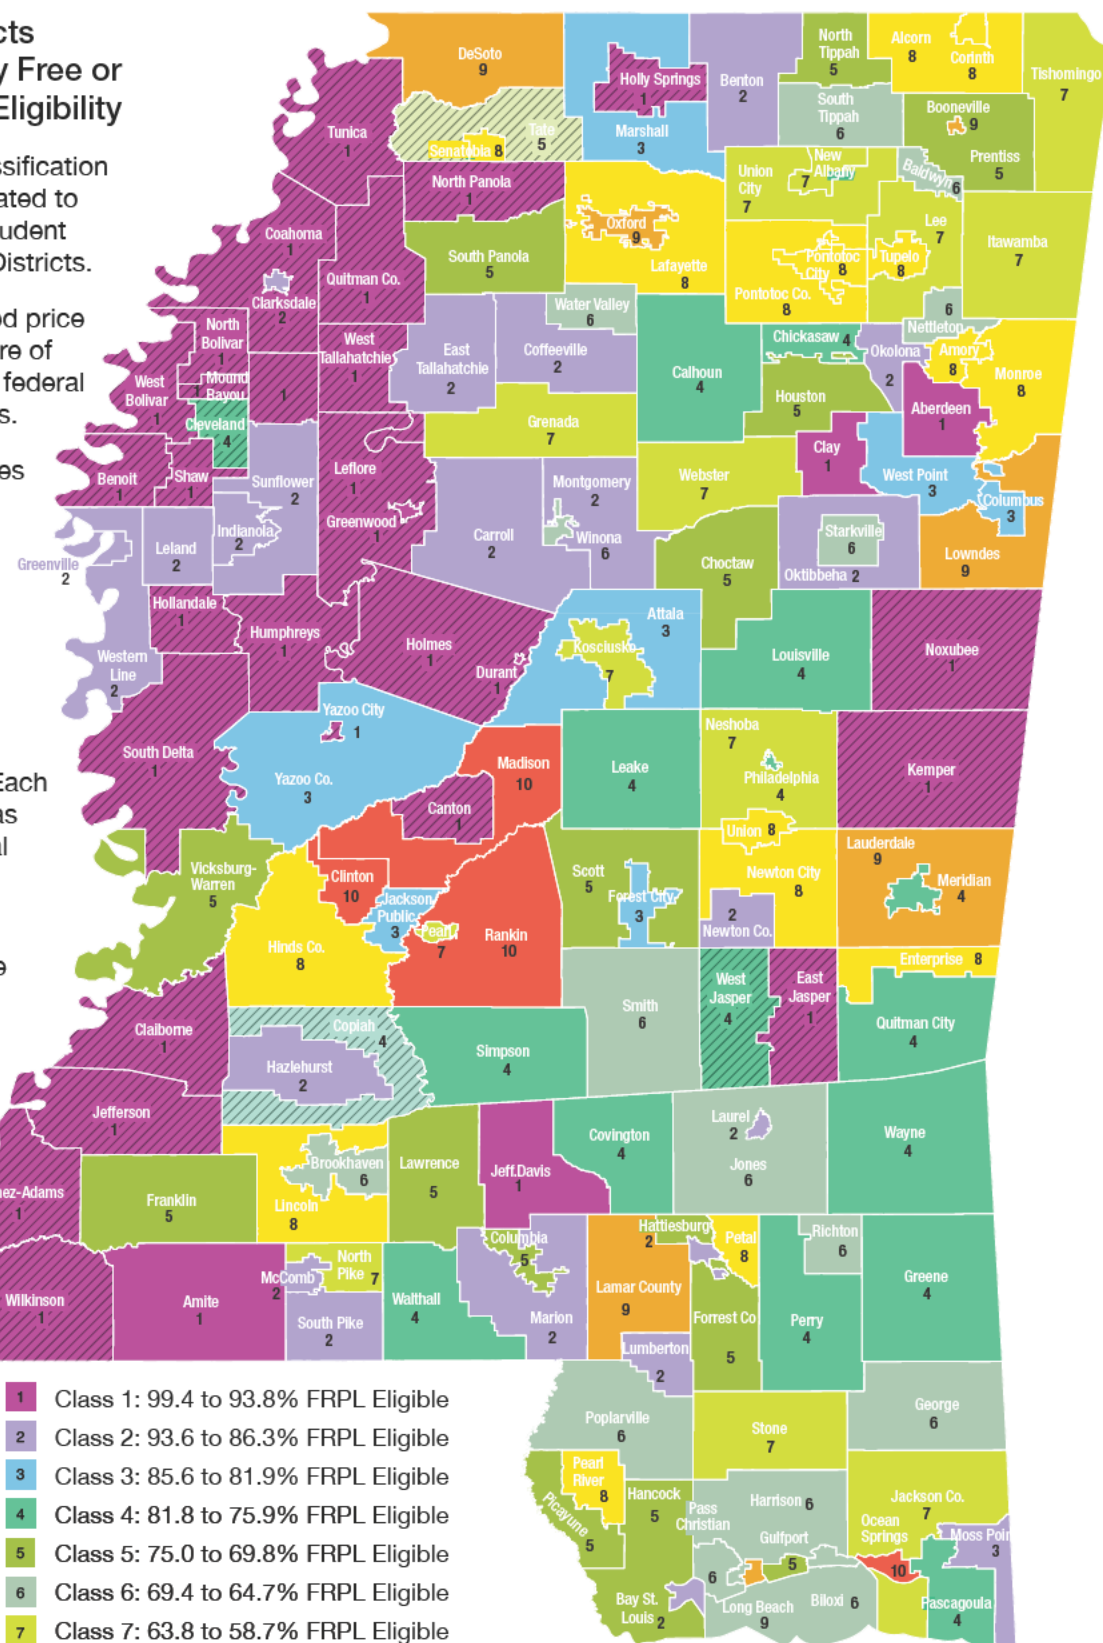 cts
y Free or
Eligibility
ssification
ated to
udent
Districts.
od price
re of
federal
s.
es
Each
as
al
e
DeSoto
9
Tunica
1
Senatobia 8
Tate
5
Holly Springs
1
Marshall
3
Benton
2
North
Tippah
5
South
Tippah
6
Alcorn
8
Corinth
8
Tishomingo
7
Booneville
9
Prentiss
5
North Panola
1
South Panola
5
Oxford
9
Lafayette
8
Union
City
7
New
Albany
7
Baldwyn
6
Lee
7
Itawamba
7
Pontotoc
City
8
Tupelo
8
Pontotoc Co.
8
Coahoma
1
Clarksdale
2
Quitman Co.
1
North
Bolivar
1
West
Tallahatchie
1
East
Tallahatchie
2
Water Valley
6
Coffeeville
2
Calhoun
4
Chickasaw 4
Okolona
2
Nettleton
6
Amory
8
Monroe
8
Houston
5
Aberdeen
1
West
Bolivar
1
Mound
Bayou
1
1
Cleveland
4
Grenada
7
Clay
1
West Point
3
Columbus
3
Benoit
1
Shaw
1
Sunflower
2
Leflore
1
Greenwood
1
Montgomery
2
Winona
6
Webster
7
Carroll
2
Starkville
6
Oktibbeha 2
Lowndes
9
Greenville
2
Leland
2
Indianola
2
Choctaw
5
Hollandale
1
Humphreys
1
Holmes
1
Durant
1
Attala
3
Kosciusko
7
Louisville
4
Noxubee
1
Western
Line
2
South Delta
1
Yazoo City
1
Yazoo Co.
3
Madison
10
Canton
1
Leake
4
Neshoba
7
Philadelphia
4
Kemper
1
Union 8
Vicksburg-
Warren
5
Clinton
10
Jackson
Public
3
Pearl
7
Rankin
10
Hinds Co.
8
Scott
5
Forest City
3
Newton City
8
2
Newton Co.
Lauderdale
9
Meridian
4
Enterprise 8
Claiborne
1
Copiah
4
Hazlehurst
2
Simpson
4
Smith
6
West
Jasper
4
East
Jasper
1
Quitman City
4
Jefferson
1
Covington
4
Laurel
2
Jones
6
Wayne
4
hez-Adams
1
Franklin
5
Brookhaven
6
Lincoln
8
Lawrence
5
Jeff.Davis
1
Wilkinson
1
Amite
1
McComb
2
North
Pike 7
South Pike
2
Walthall
4
Columbia
5
Marion
2
Lamar County
9
Hattiesburg
2
Petal
8
Richton
6
Greene
4
Forrest Co
5
Perry
4
Lumberton
2
Poplarville
6
Stone
7
George
6
Pearl
River
8
Picayune
5
Hancock
5
Pass
Christian
6
Harrison 6
Gulfport
5
Jackson Co.
7
Ocean
Springs
10
Moss Poin
3
Bay St.
Louis 2
Long Beach
9
Biloxi 6
Pascagoula
4
1 Class 1: 99.4 to 93.8% FRPL Eligible
2 Class 2: 93.6 to 86.3% FRPL Eligible
3 Class 3: 85.6 to 81.9% FRPL Eligible
4 Class 4: 81.8 to 75.9% FRPL Eligible
5 Class 5: 75.0 to 69.8% FRPL Eligible
6 Class 6: 69.4 to 64.7% FRPL Eligible
7 Class 7: 63.8 to 58.7% FRPL Eligible